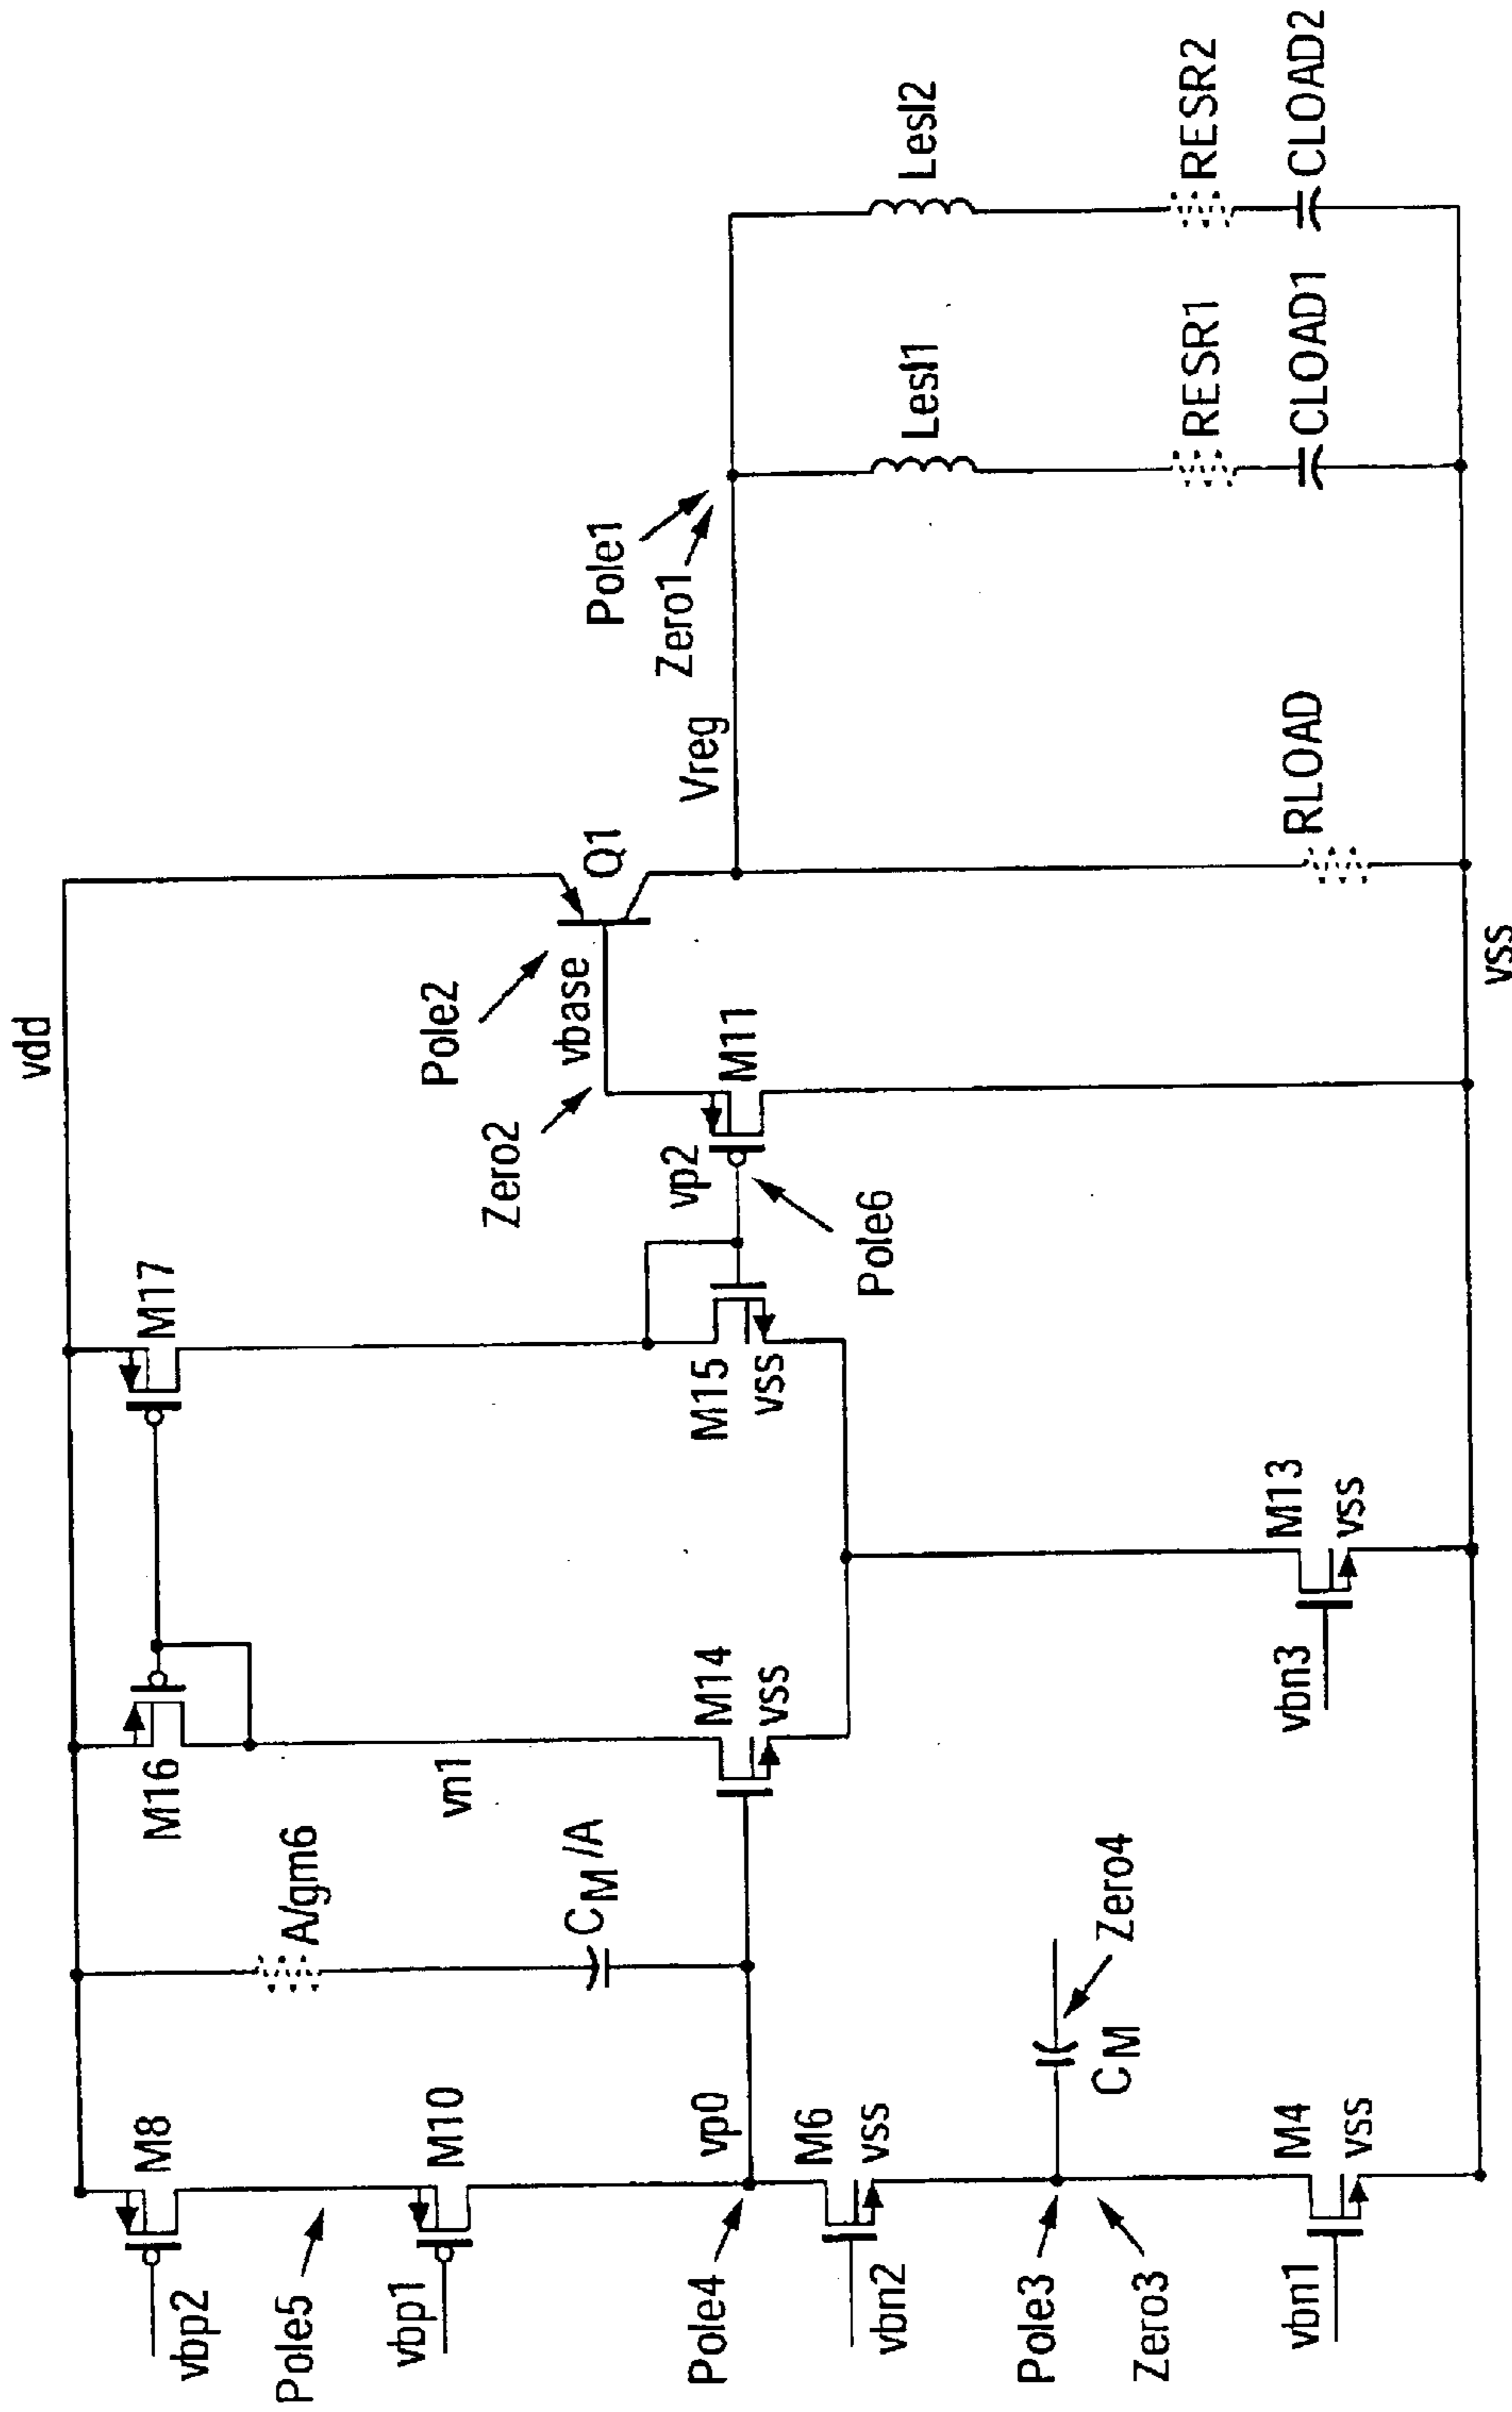 vdd
M8
vbp2
Pole5
M10
vbp1
A/gm6
CM/A
M16
vn1
M17
Pole2
Q1
vbase
Zero2
Vreg
Pole1
Zero1
Lesl1
Lesl2
vp0
Pole4
M6
vss
vbn2
M14
vss
M15
vss
vp2
M11
Pole6
Pole3
Zero3
CM
Zero4
M4
vss
vbn1
M13
vss
vbn3
RLOAD
RESR1
CLOAD1
RESR2
CLOAD2
vss